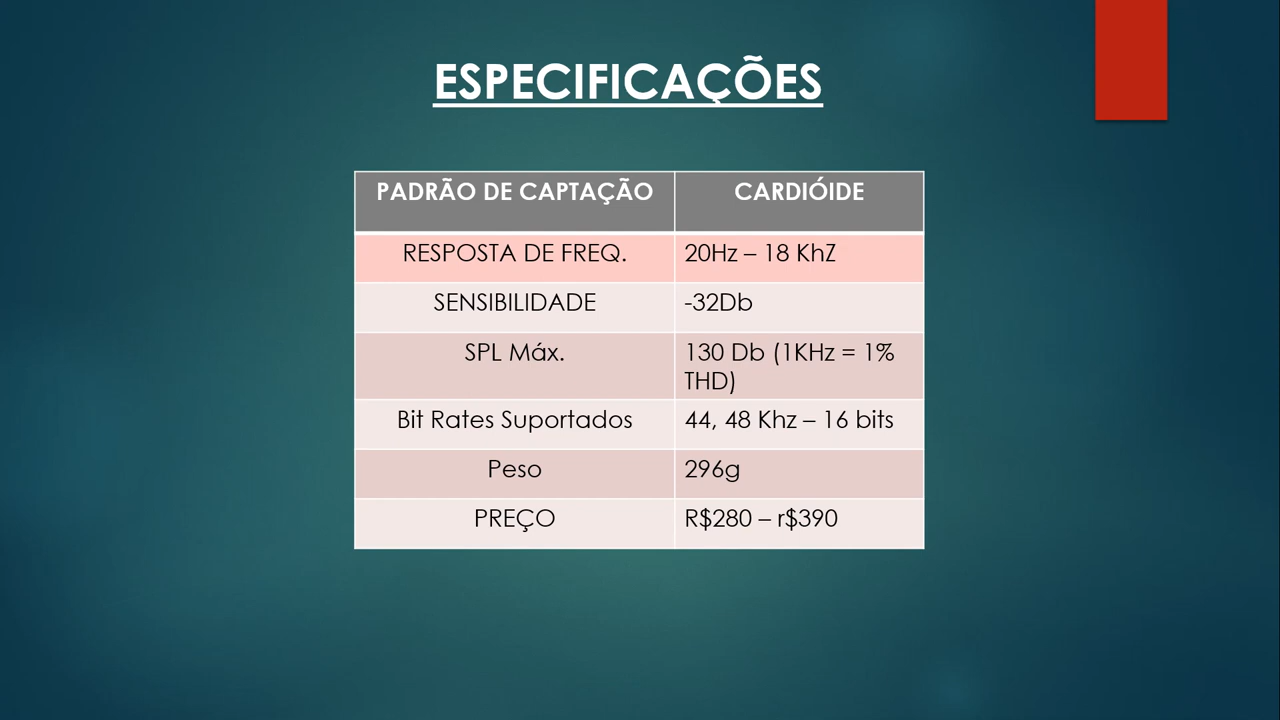 ESPECIFICAÇÕES
PADRÃO DE CAPTAÇÃO CARDIÓIDE
RESPOSTA DE FREQ. 20Hz – 18 KhZ
SENSIBILIDADE -32Db
SPL Máx. 130 Db (1KHz = 1%
THD)
Bit Rates Suportados 44, 48 Khz – 16 bits
Peso 296g
PREÇO R$280 – r$390